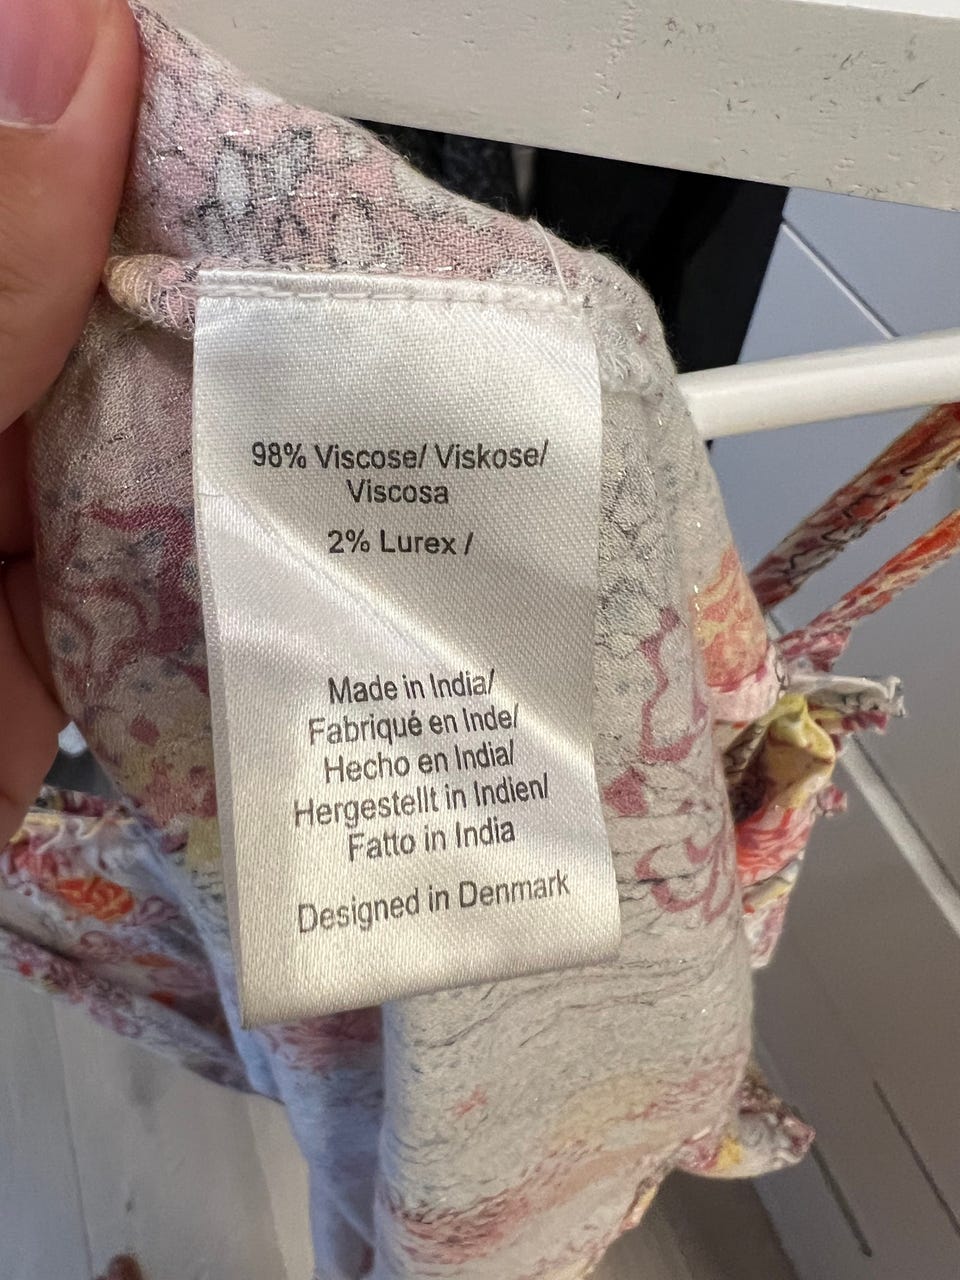 98% Viscose/ Viskose/
Viscosa
2% Lurex /
Made in India/
Fabriqué en Inde/
Hecho en India/
Hergestellt in Indien/
Fatto in India
Designed in Denmark